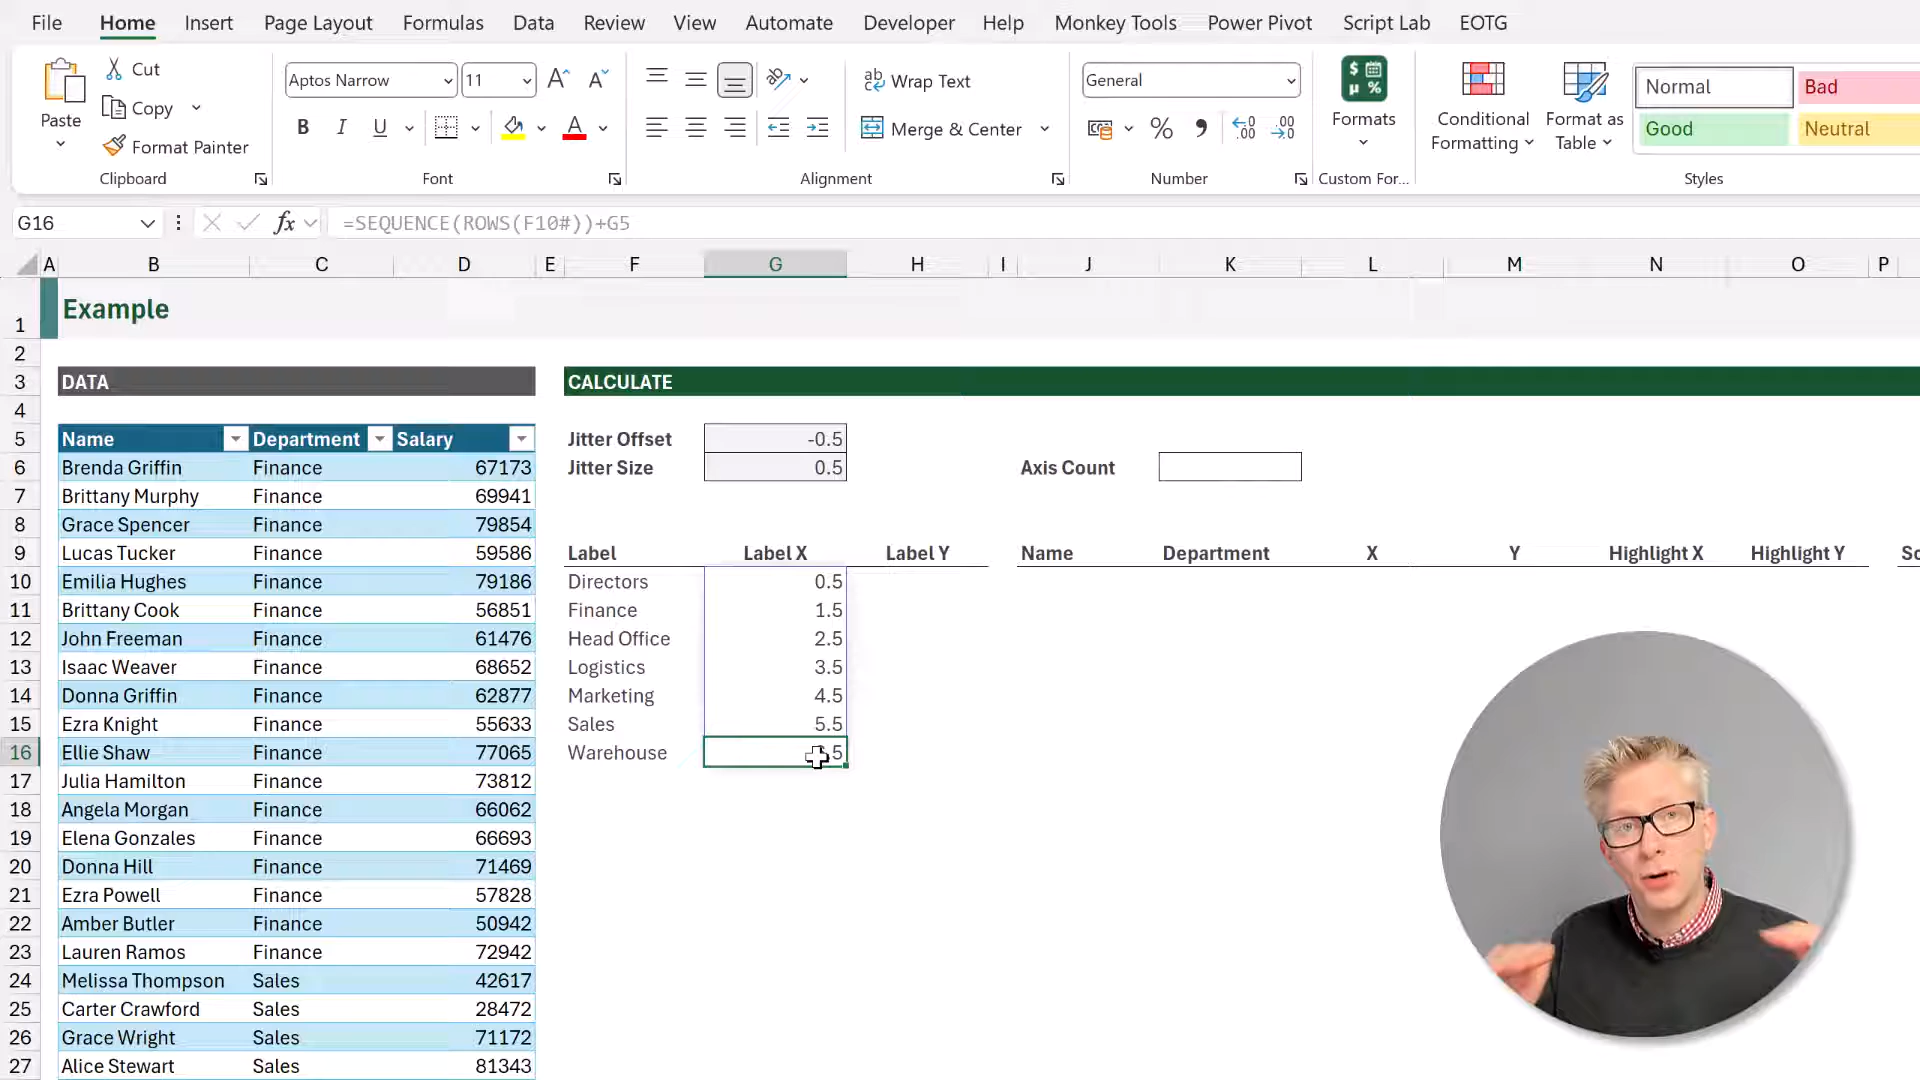 File Home Insert Page Layout Formulas Data Review View Automate Developer Help Monkey Tools Power Pivot Script Lab EOTG
Paste
Cut
Copy
Format Painter
Clipboard
Aptos Narrow 11
B I U
Font
Wrap Text
Merge & Center
Alignment
General
Number
Formats
Custom For...
Conditional Formatting
Format as Table
Normal Bad
Good Neutral
Styles
G16 fx =SEQUENCE(ROWS(F10#))+G5
A B C D E F G H I J K L M N O P
1 Example
2
3 DATA CALCULATE
4
5 Name Department Salary Jitter Offset -0.5
6 Brenda Griffin Finance 67173 Jitter Size 0.5 Axis Count
7 Brittany Murphy Finance 69941
8 Grace Spencer Finance 79854
9 Lucas Tucker Finance 59586 Label Label X Label Y Name Department X Y Highlight X Highlight Y
10 Emilia Hughes Finance 79186 Directors 0.5
11 Brittany Cook Finance 56851 Finance 1.5
12 John Freeman Finance 61476 Head Office 2.5
13 Isaac Weaver Finance 68652 Logistics 3.5
14 Donna Griffin Finance 62877 Marketing 4.5
15 Ezra Knight Finance 55633 Sales 5.5
16 Ellie Shaw Finance 77065 Warehouse
17 Julia Hamilton Finance 73812
18 Angela Morgan Finance 66062
19 Elena Gonzales Finance 66693
20 Donna Hill Finance 71469
21 Ezra Powell Finance 57828
22 Amber Butler Finance 50942
23 Lauren Ramos Finance 72942
24 Melissa Thompson Sales 42617
25 Carter Crawford Sales 28472
26 Grace Wright Sales 71172
27 Alice Stewart Sales 81343